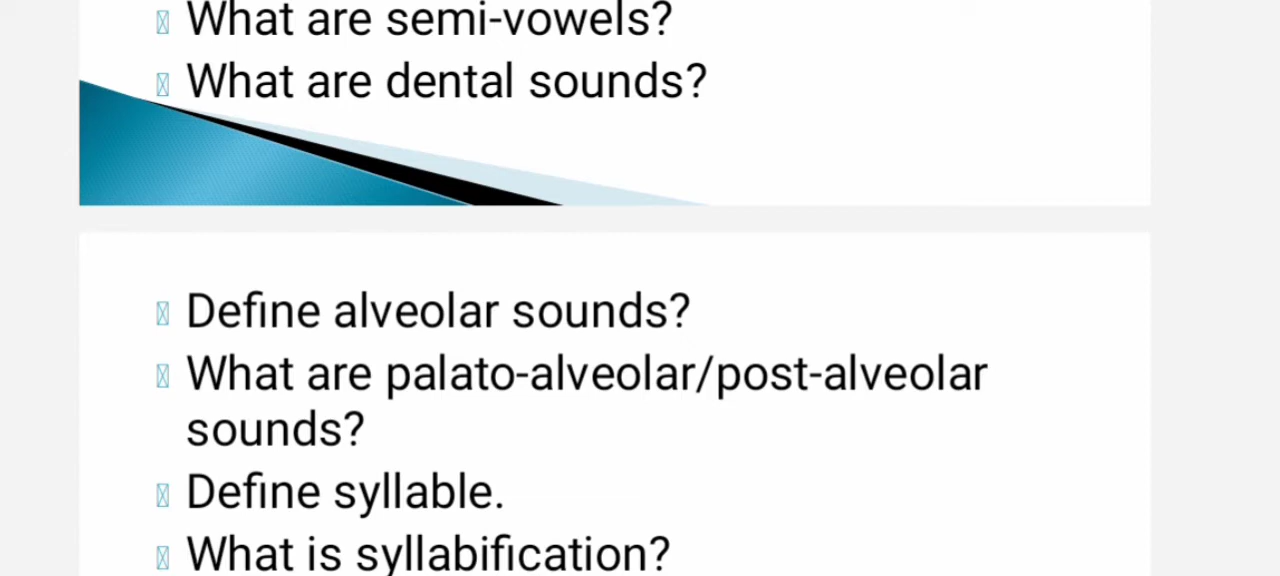 What are semi-vowels?
What are dental sounds?
Define alveolar sounds?
What are palato-alveolar/post-alveolar
sounds?
Define syllable.
What is syllabification?